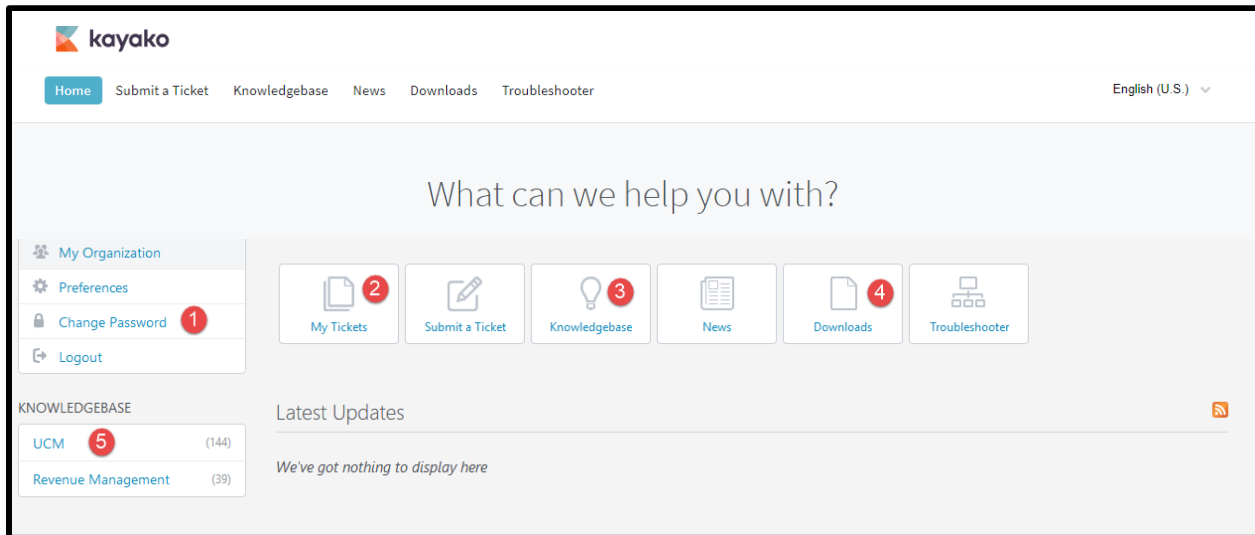 kayako
Home Submit a Ticket Knowledgebase News Downloads Troubleshooter English (U.S.)
What can we help you with?
My Organization
Preferences
Change Password 1
Logout
2 3 4
My Tickets Submit a Ticket Knowledgebase News Downloads Troubleshooter
KNOWLEDGEBASE
UCM 5 (144)
Revenue Management (39)
Latest Updates
We've got nothing to display here